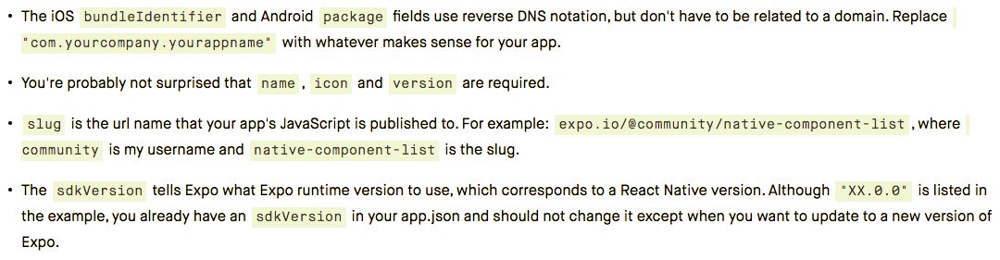 • The iOS bundleIdentifier and Android package fields use reverse DNS notation, but don't have to be related to a domain. Replace
"com.yourcompany.yourappname" with whatever makes sense for your app.
• You're probably not surprised that name, icon and version are required.
• slug is the url name that your app's JavaScript is published to. For example: expo.io/@community/native-component-list, where
community is my username and native-component-list is the slug.
• The sdkVersion tells Expo what Expo runtime version to use, which corresponds to a React Native version. Although "XX.0.0" is listed in
the example, you already have an sdkVersion in your app.json and should not change it except when you want to update to a new version of
Expo.